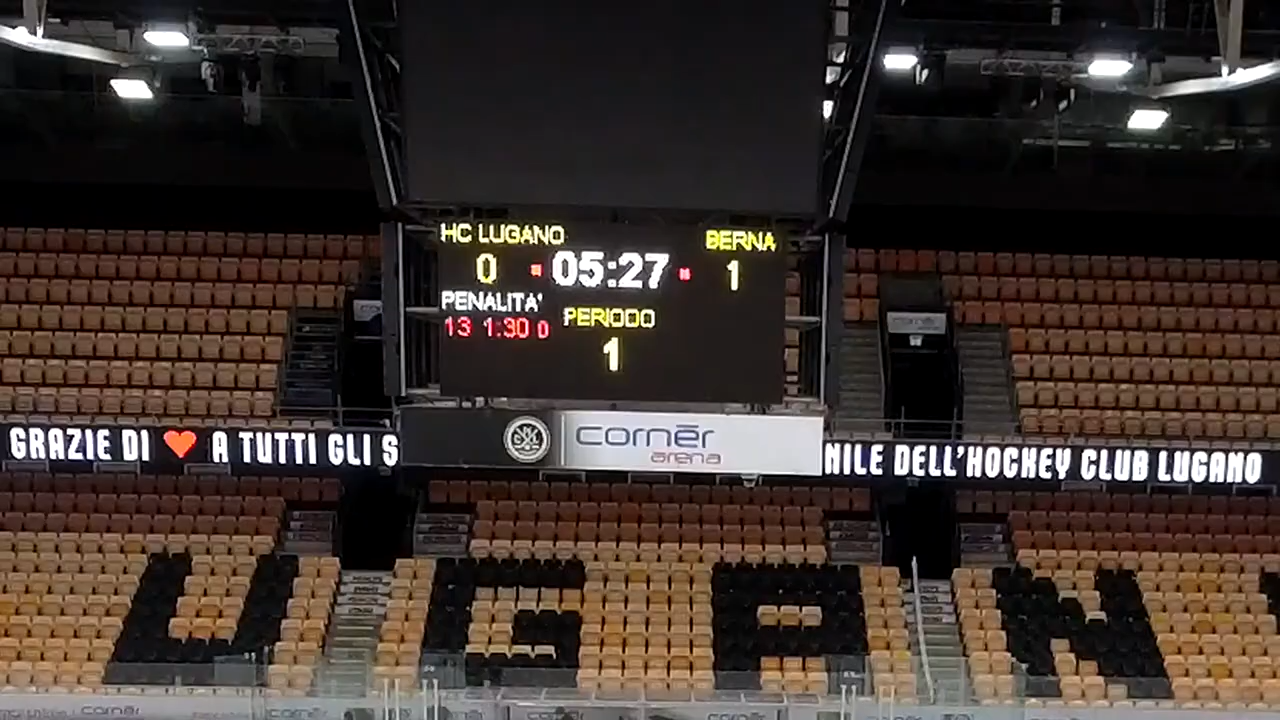 HC LUGANO
BERNA
0
05:27
1
PENALITA'
PERIODO
13 1:30 0
1
GRAZIE DI ❤ A TUTTI GLI S
cornèr
arena
NILE DELL'HOCKEY CLUB LUGANO
U G A N